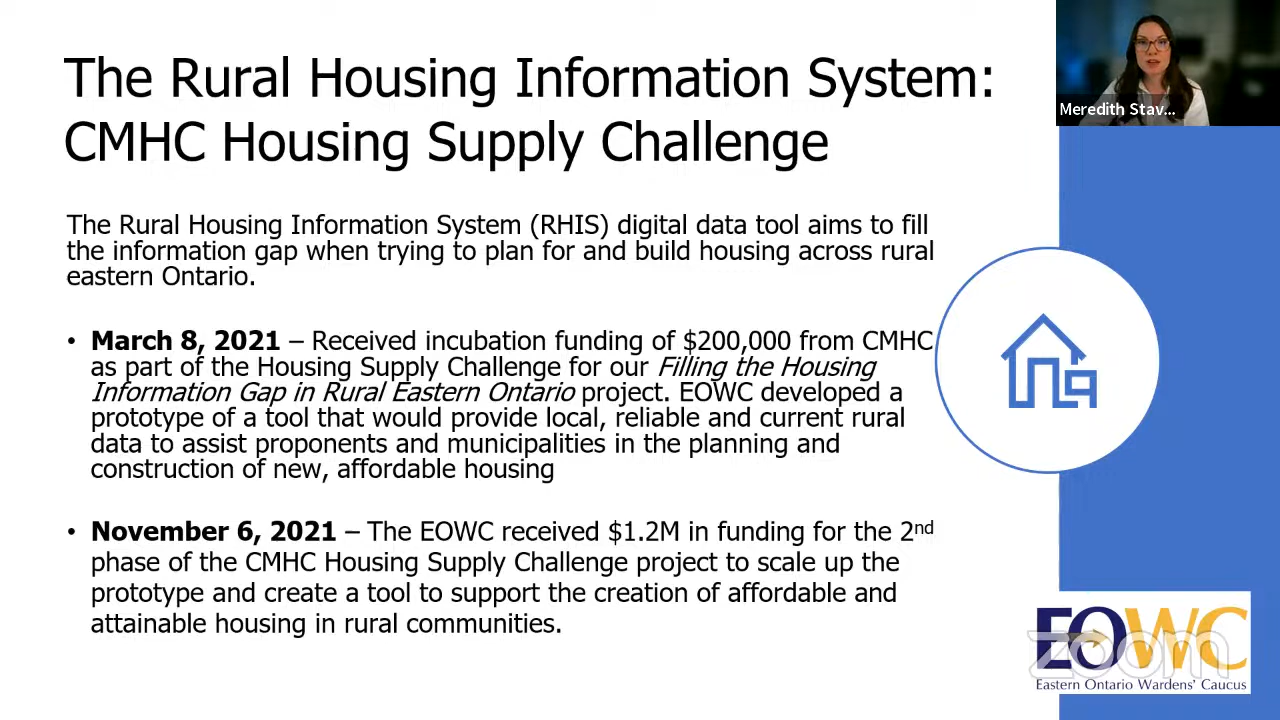 The Rural Housing Information System:
CMHC Housing Supply Challenge
Meredith Stav...
The Rural Housing Information System (RHIS) digital data tool aims to fill
the information gap when trying to plan for and build housing across rural
eastern Ontario.
• March 8, 2021 – Received incubation funding of $200,000 from CMHC
as part of the Housing Supply Challenge for our Filling the Housing
Information Gap in Rural Eastern Ontario project. EOWC developed a
prototype of a tool that would provide local, reliable and current rural
data to assist proponents and municipalities in the planning and
construction of new, affordable housing
• November 6, 2021 – The EOWC received $1.2M in funding for the 2nd
phase of the CMHC Housing Supply Challenge project to scale up the
prototype and create a tool to support the creation of affordable and
attainable housing in rural communities.
EOWC
zoom
Eastern Ontario Wardens' Caucus